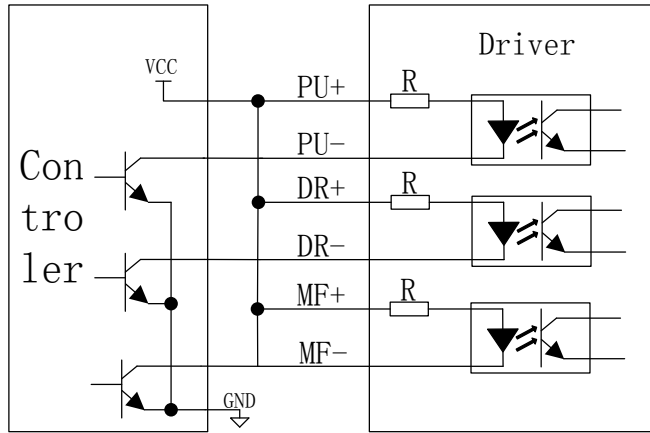 Driver
VCC
PU+
R
PU-
Con
tro
ler
DR+
R
DR-
MF+
R
MF-
GND